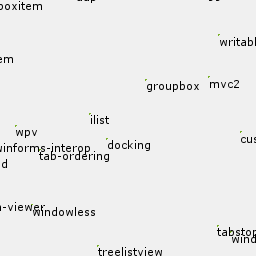 boxitem
writabl
em
groupbox
mvc2
ilist
wpv
cus
docking
winforms-interop
tab-ordering
d
-viewer
windowless
tabstop
wind
treelistview